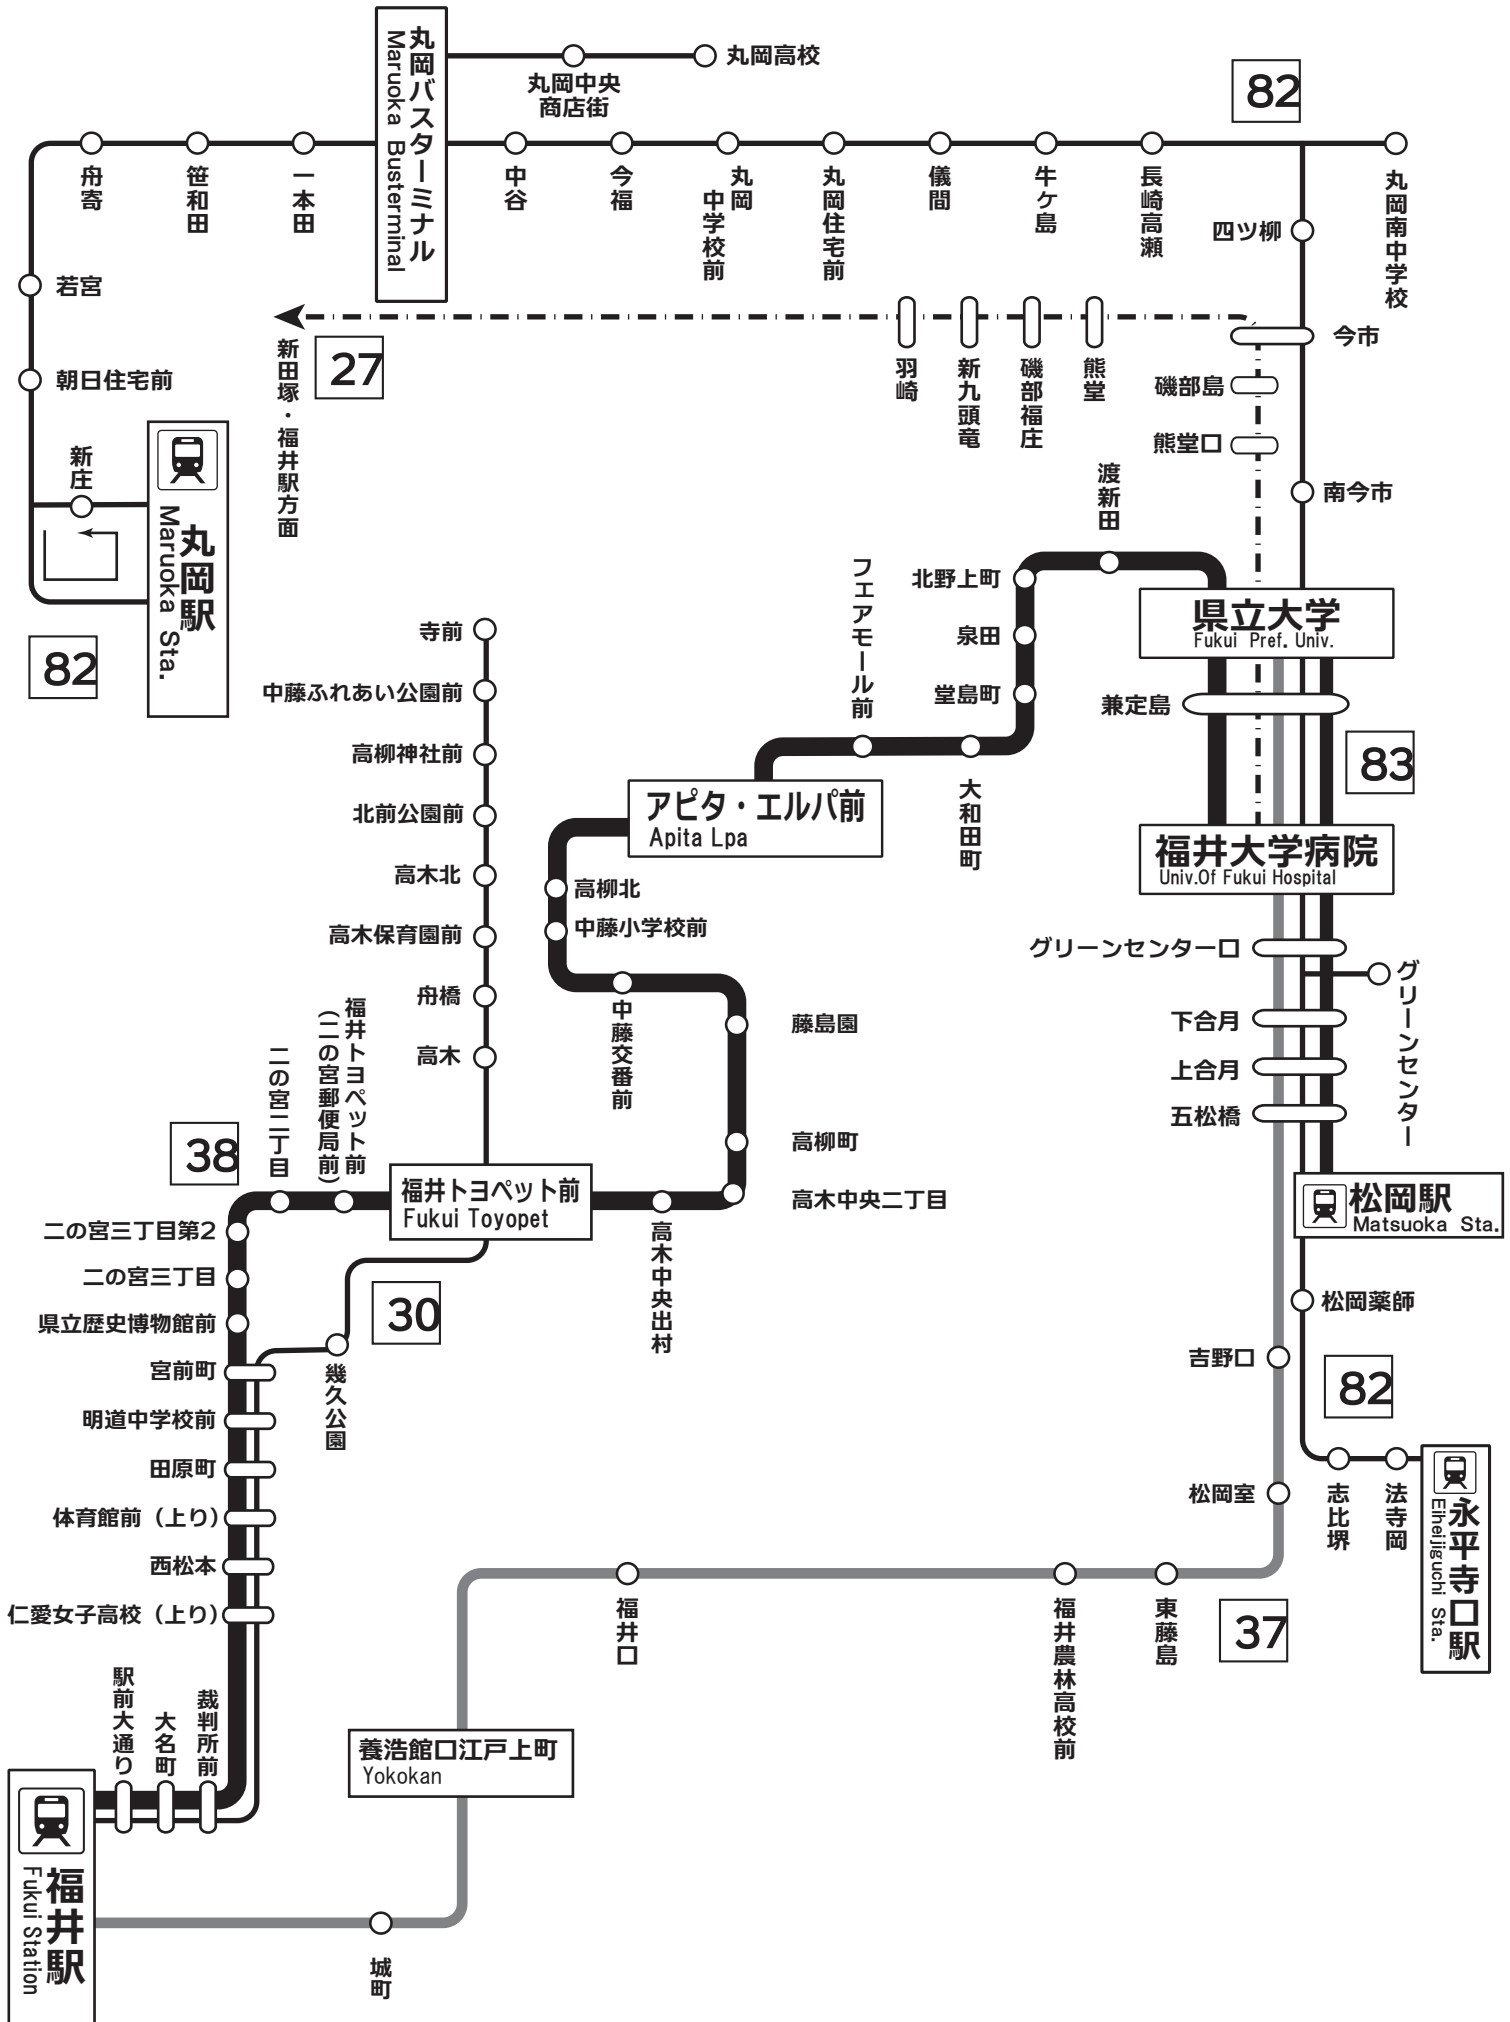 丸岡バスターミナル
Maruoka Busterminal
丸岡中央
商店街
丸岡高校
82
舟寄
笹和田
一本田
中谷
今福
丸岡
中学校前
丸岡住宅前
儀間
牛ケ島
長崎高瀬
丸岡南中学校
四ツ柳
若宮
朝日住宅前
新田塚・福井駅方面
27
羽崎
新九頭竜
磯部福庄
熊堂
今市
磯部島
熊堂口
南今市
新庄
丸岡駅
Maruoka Sta.
82
渡新田
北野上町
泉田
堂島町
フェアモール前
大和田町
県立大学
Fukui Pref. Univ.
兼定島
83
寺前
中藤ふれあい公園前
高柳神社前
北前公園前
高木北
高木保育園前
舟橋
高木
アピタ・エルパ前
Apita Lpa
福井大学病院
Univ.Of Fukui Hospital
高柳北
中藤小学校前
中藤交番前
藤島園
高柳町
高木中央二丁目
高木中央出村
グリーンセンター口
グリーンセンター
下合月
上合月
五松橋
38
二の宮二丁目
福井トヨペット前
(二の宮郵便局前)
福井トヨペット前
Fukui Toyopet
松岡駅
Matsuoka Sta.
二の宮三丁目第2
二の宮三丁目
県立歴史博物館前
宮前町
明道中学校前
田原町
体育館前（上り）
西松本
仁愛女子高校（上り）
30
幾久公園
松岡薬師
吉野口
82
松岡室
志比堺
法寺岡
永平寺口駅
Eiheijiguchi Sta.
福井口
福井農林高校前
東藤島
37
駅前大通り
大名町
裁判所前
養浩館口江戸上町
Yokokan
福井駅
Fukui Station
城町